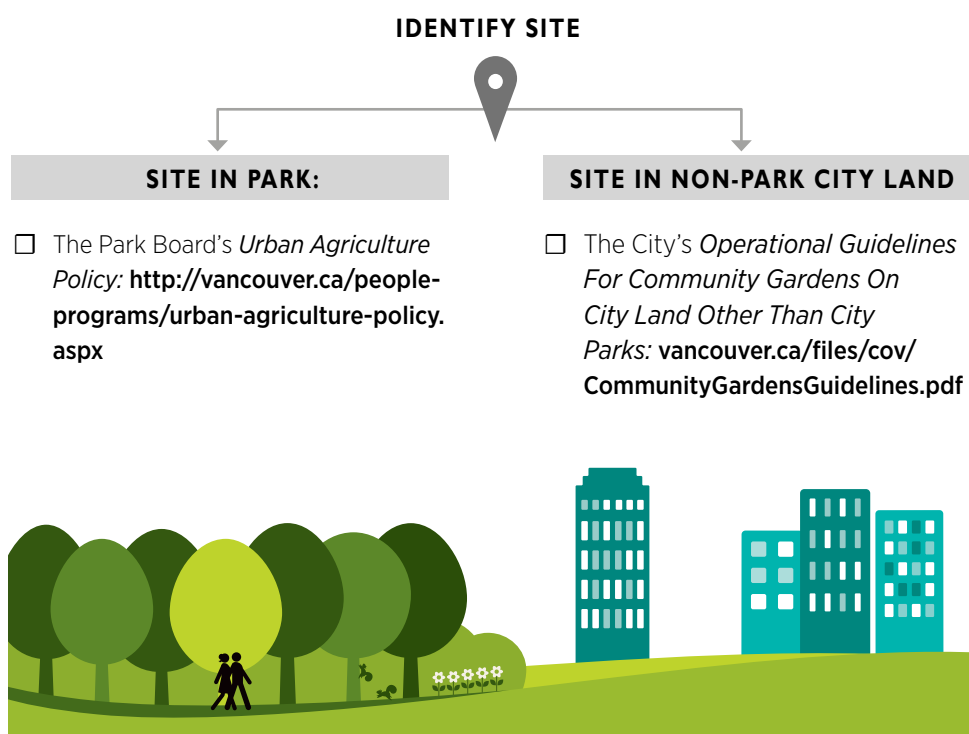 IDENTIFY SITE
SITE IN PARK:
☐ The Park Board's Urban Agriculture
Policy: http://vancouver.ca/people-
programs/urban-agriculture-policy.
aspx
SITE IN NON-PARK CITY LAND
☐ The City's Operational Guidelines
For Community Gardens On
City Land Other Than City
Parks: vancouver.ca/files/cov/
CommunityGardensGuidelines.pdf